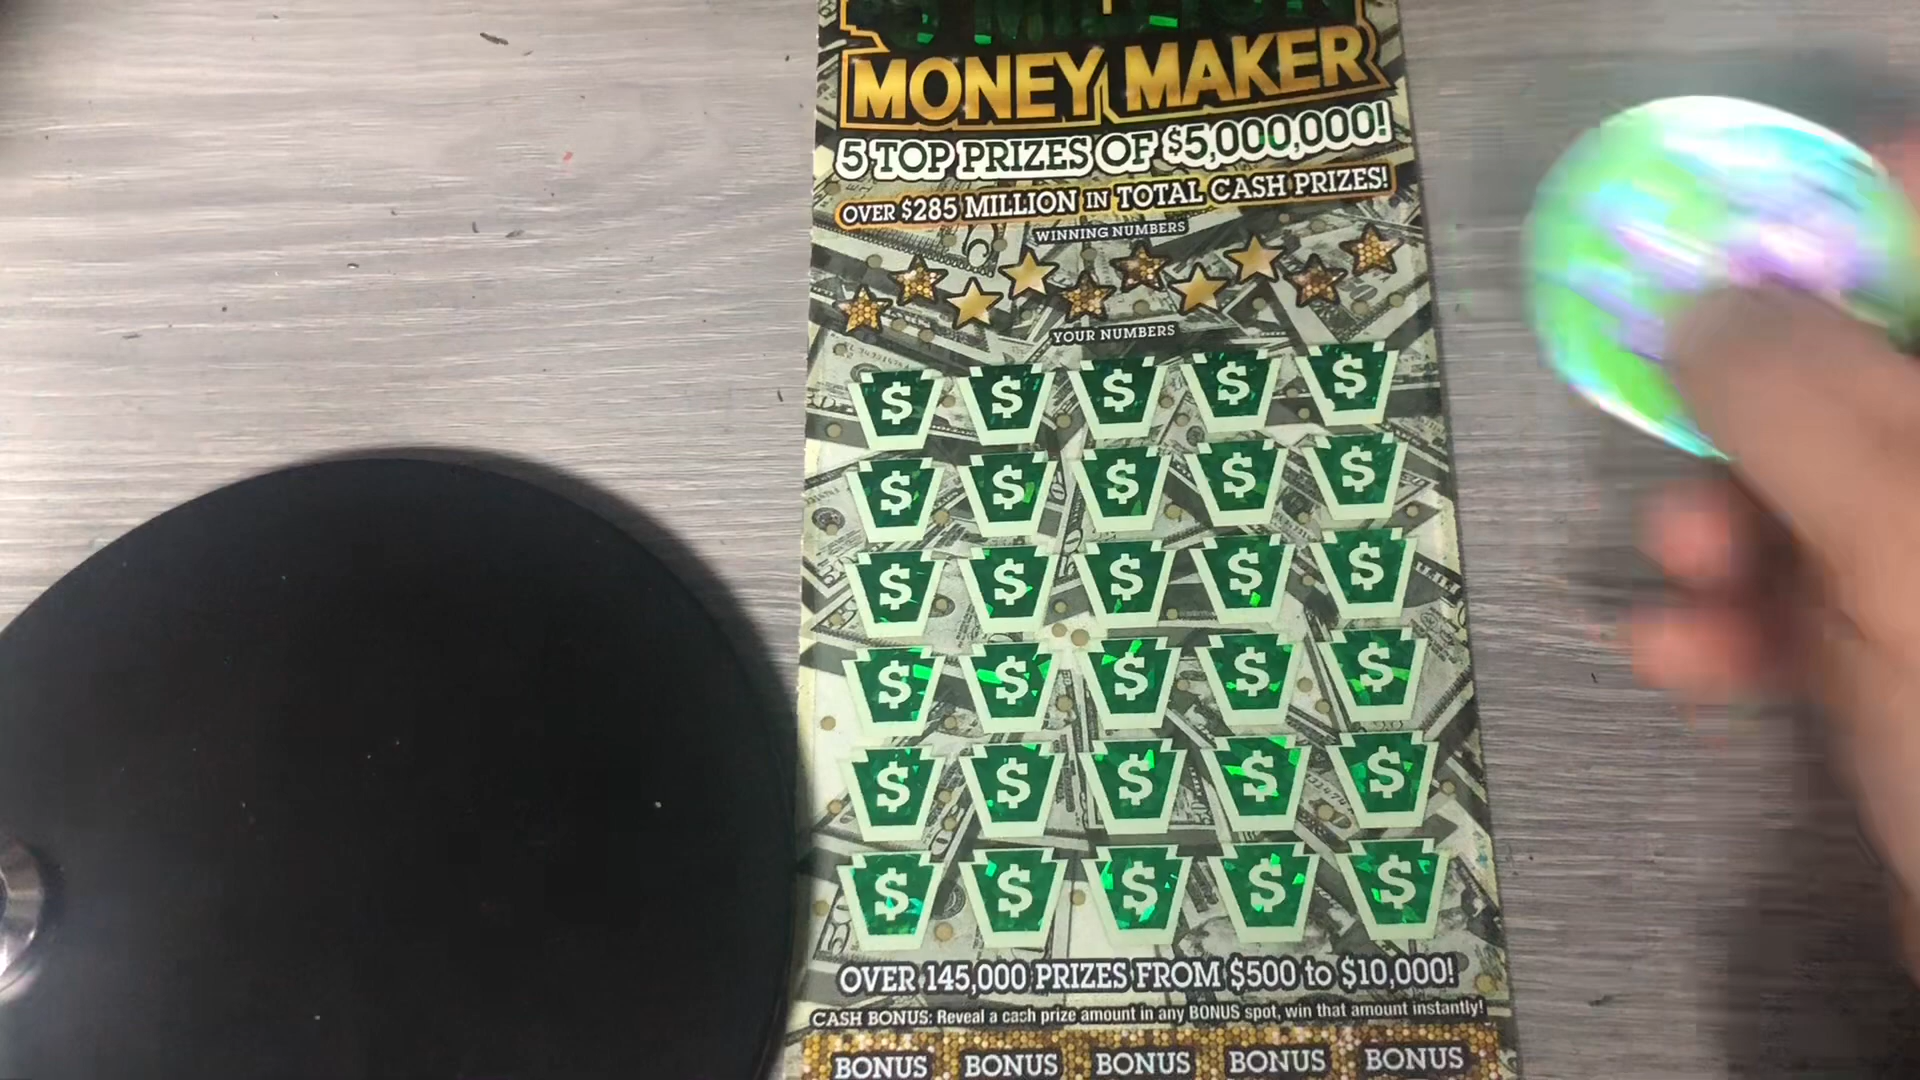 MONEY MAKER
5 TOP PRIZES OF $5,000,000!
OVER $285 MILLION IN TOTAL CASH PRIZES!
WINNING NUMBERS
YOUR NUMBERS
$ $ $ $ $
$ $ $ $ $
$ $ $ $ $
$ $ $ $ $
$ $ $ $ $
$ $ $ $ $
OVER 145,000 PRIZES FROM $500 to $10,000!
CASH BONUS: Reveal a cash prize amount in any BONUS spot, win that amount instantly!
BONUS BONUS BONUS BONUS BONUS